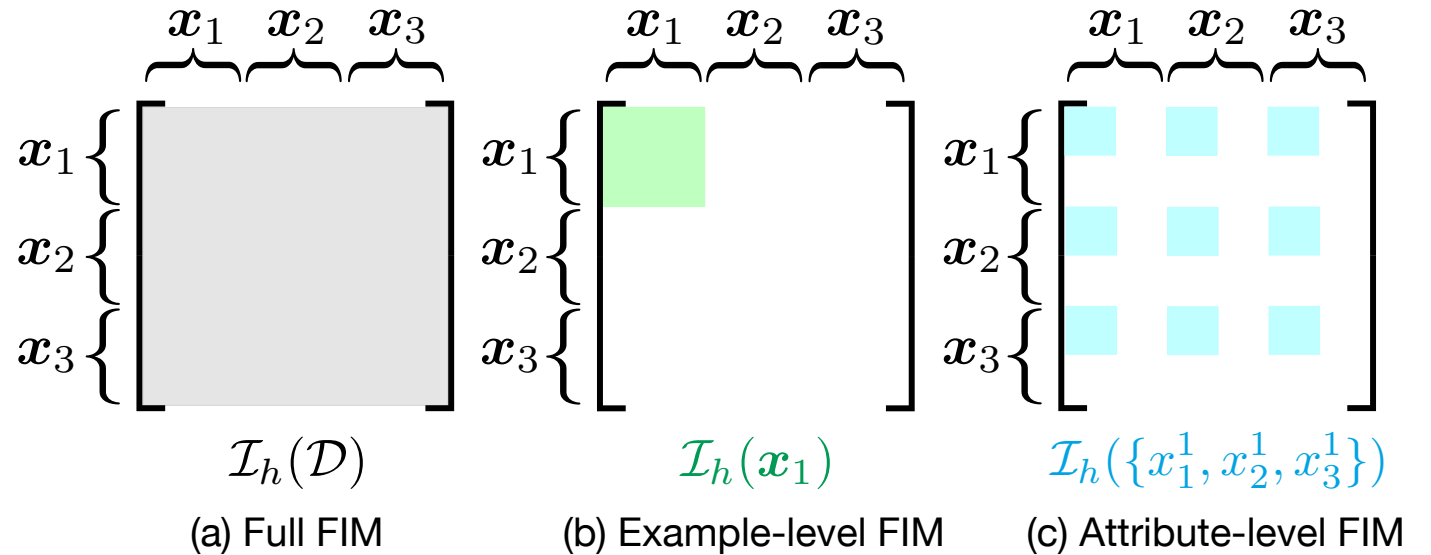 x₁ x₂ x₃
x₁
x₂
x₃
ℐₕ(𝒟)
(a) Full FIM
x₁ x₂ x₃
x₁
x₂
x₃
ℐₕ(x₁)
(b) Example-level FIM
x₁ x₂ x₃
x₁
x₂
x₃
ℐₕ({x₁¹, x₂¹, x₃¹})
(c) Attribute-level FIM